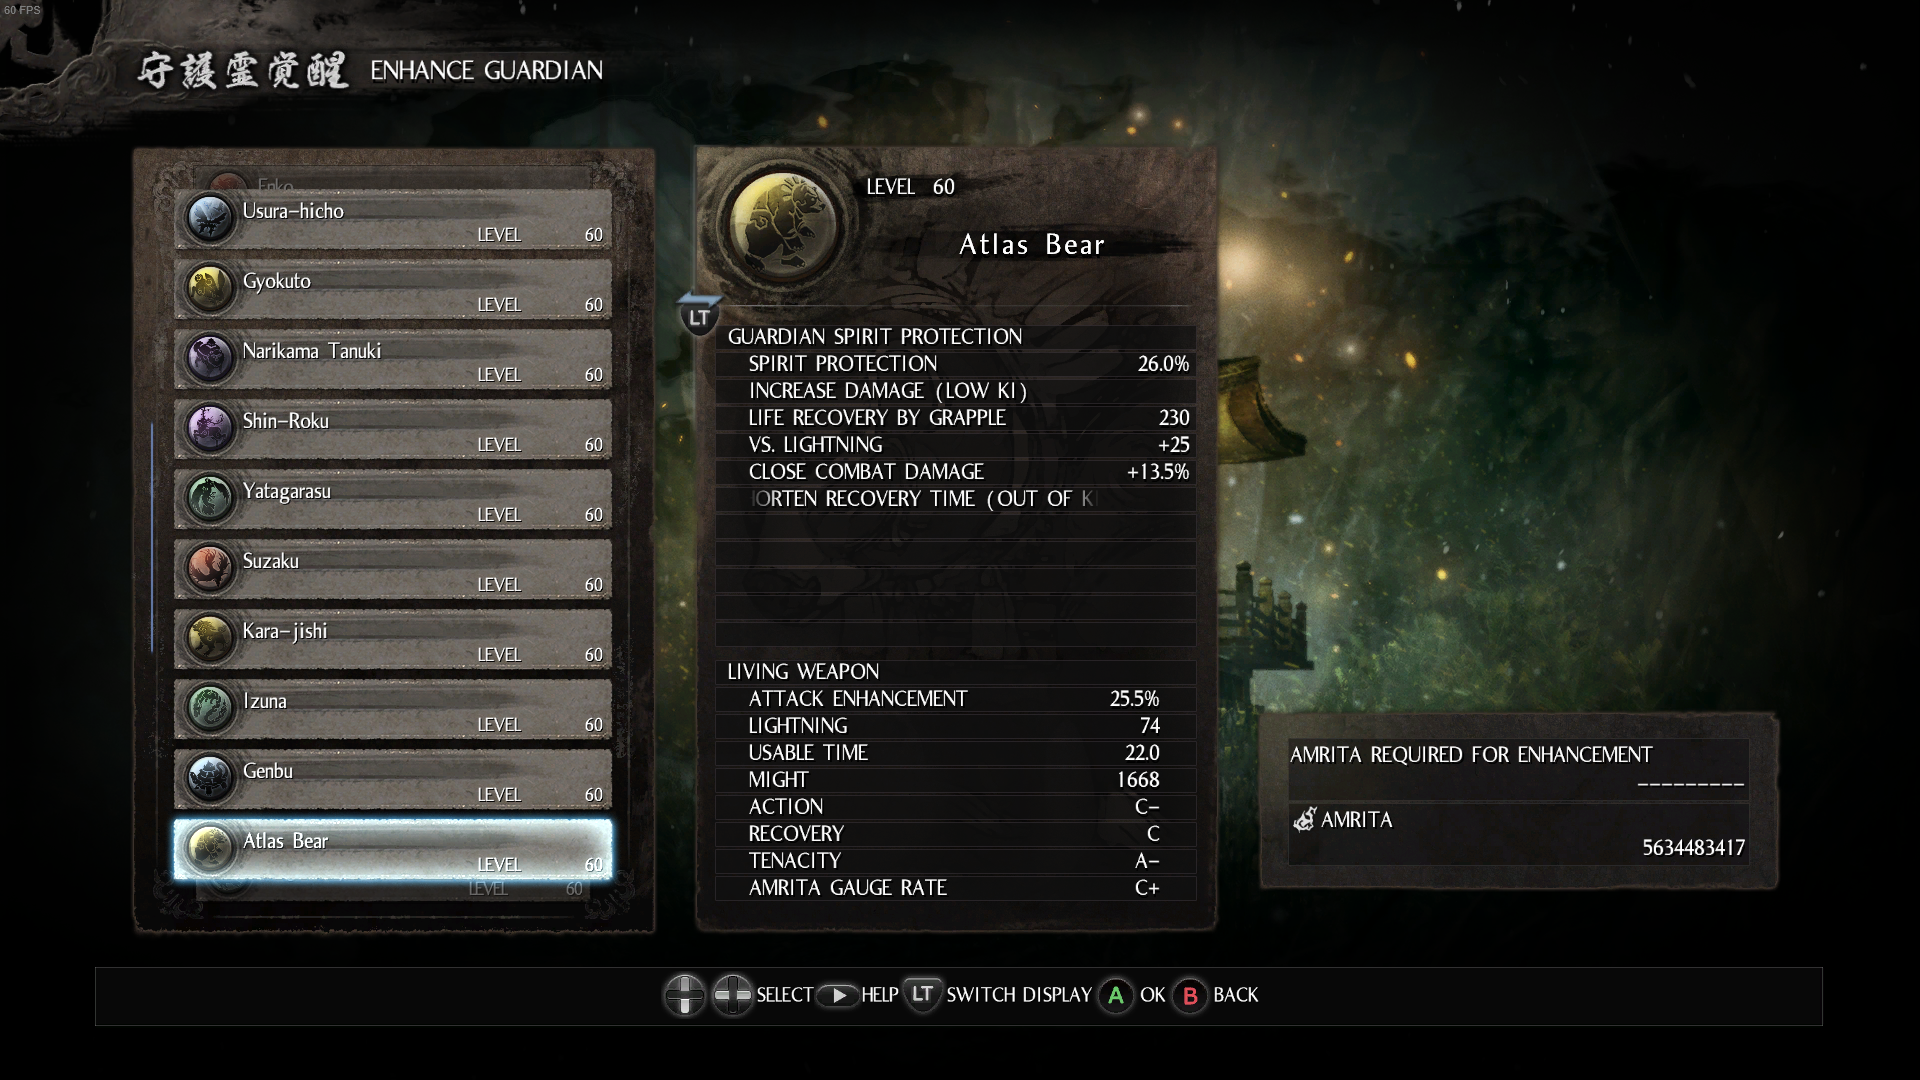 60 FPS
守護霊覚醒 ENHANCE GUARDIAN
Enko
Usura-hicho
LEVEL 60
Gyokuto
LEVEL 60
Narikama Tanuki
LEVEL 60
Shin-Roku
LEVEL 60
Yatagarasu
LEVEL 60
Suzaku
LEVEL 60
Kara-jishi
LEVEL 60
Izuna
LEVEL 60
Genbu
LEVEL 60
Atlas Bear
LEVEL 60
LEVEL 60
LEVEL 60
Atlas Bear
LT
GUARDIAN SPIRIT PROTECTION
SPIRIT PROTECTION 26.0%
INCREASE DAMAGE (LOW KI)
LIFE RECOVERY BY GRAPPLE 230
VS. LIGHTNING +25
CLOSE COMBAT DAMAGE +13.5%
ORTEN RECOVERY TIME (OUT OF K
LIVING WEAPON
ATTACK ENHANCEMENT 25.5%
LIGHTNING 74
USABLE TIME 22.0
MIGHT 1668
ACTION C-
RECOVERY C
TENACITY A-
AMRITA GAUGE RATE C+
AMRITA REQUIRED FOR ENHANCEMENT
---------
AMRITA
5634483417
SELECT HELP LT SWITCH DISPLAY A OK B BACK